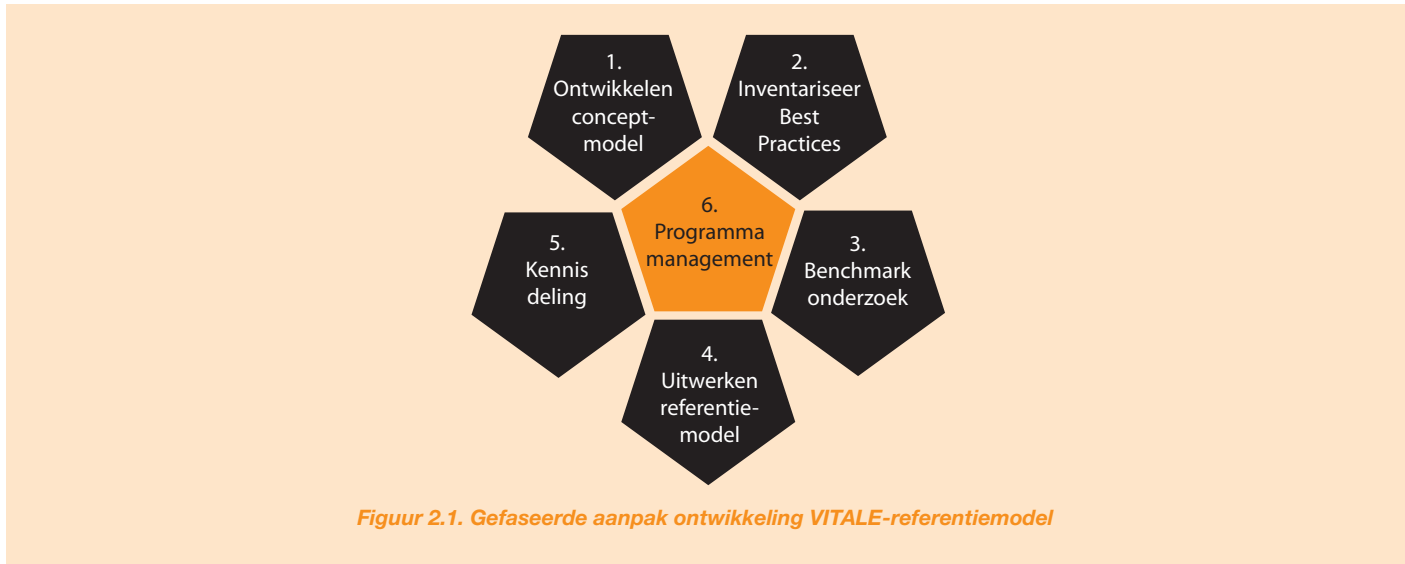 1.
Ontwikkelen
concept-
model
2.
Inventariseer
Best
Practices
3.
Benchmark
onderzoek
4.
Uitwerken
referentie-
model
5.
Kennis
deling
6.
Programma
management
Figuur 2.1. Gefaseerde aanpak ontwikkeling VITALE-referentiemodel